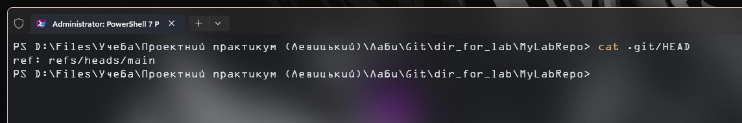 Administrator: PowerShell 7 P
PS D:\Files\Учеба\Проектний практикум (Левицький)\Лаби\Git\dir_for_lab\MyLabRepo> cat .git/HEAD
ref: refs/heads/main
PS D:\Files\Учеба\Проектний практикум (Левицький)\Лаби\Git\dir_for_lab\MyLabRepo>